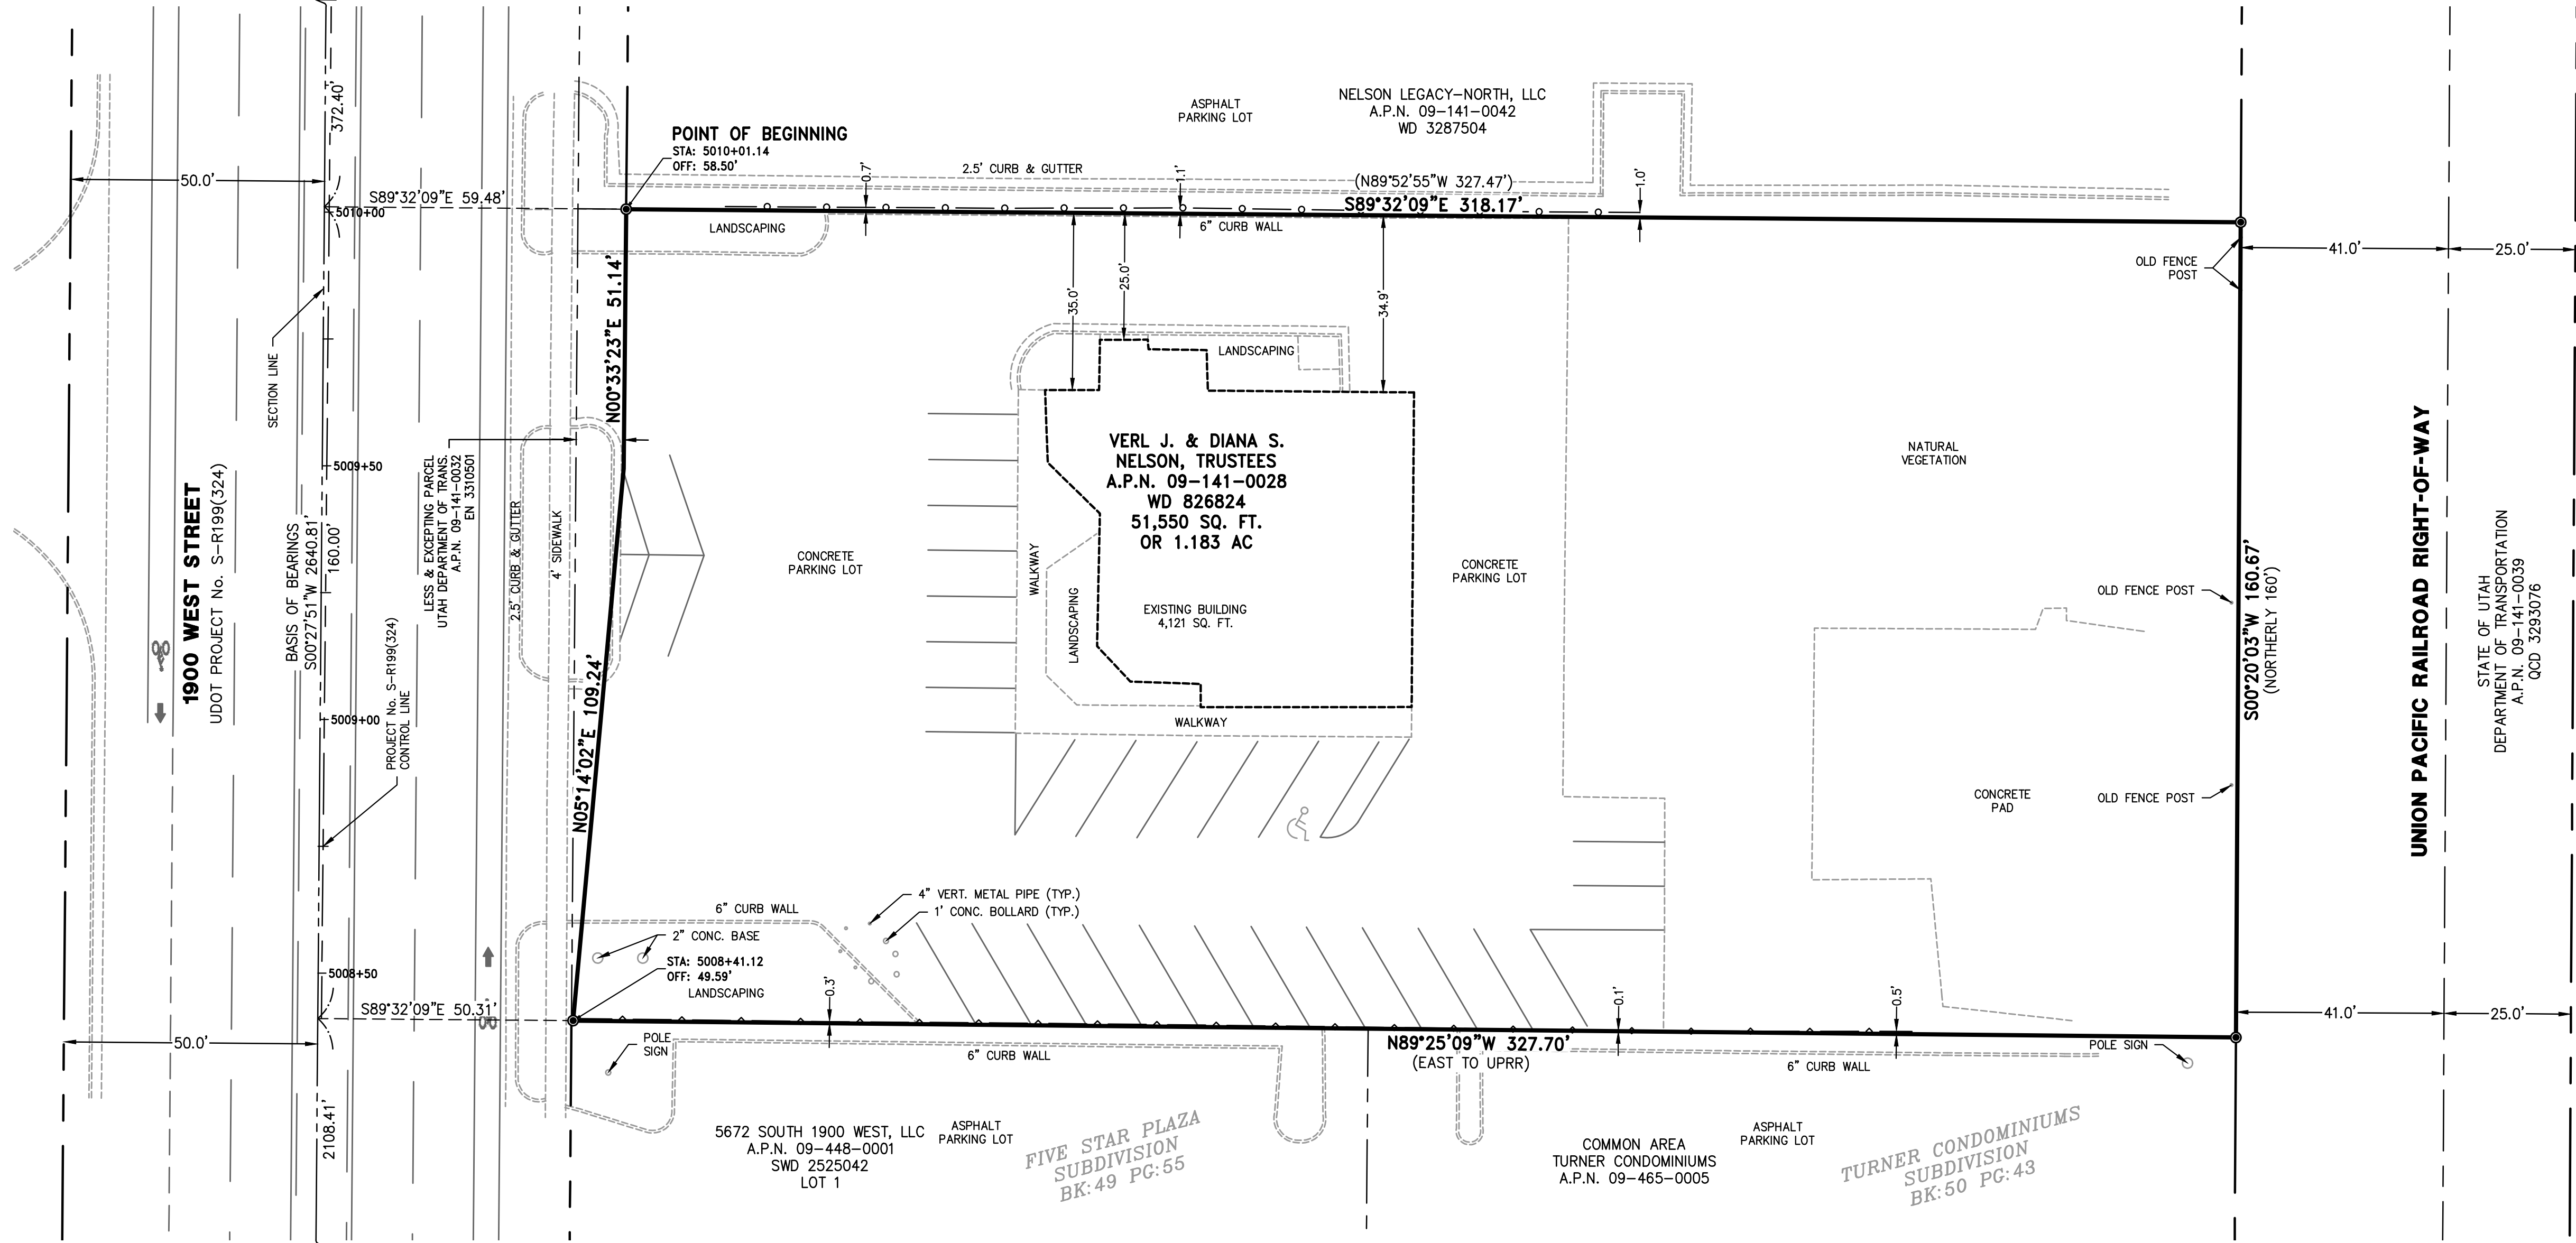 372.40'
50.0'
S89°32'09"E 59.48'
5010+00
POINT OF BEGINNING
STA: 5010+01.14
OFF: 58.50'
0.7'
2.5' CURB & GUTTER
ASPHALT
PARKING LOT
1.1'
NELSON LEGACY-NORTH, LLC
A.P.N. 09-141-0042
WD 3287504
(N89°52'55"W 327.47')
S89°32'09"E 318.17'
1.0'
LANDSCAPING
6" CURB WALL
OLD FENCE
POST
41.0'
25.0'
35.0'
25.0'
34.9'
N00°33'23"E 51.14'
SECTION LINE
LANDSCAPING
5009+50
LESS & EXCEPTING PARCEL
UTAH DEPARTMENT OF TRANS.
A.P.N. 09-141-0032
EN 3310501
1900 WEST STREET
UDOT PROJECT No. S-R199(324)
BASIS OF BEARINGS
S00°27'51"W 2640.81'
160.00'
2.5' CURB & GUTTER
4' SIDEWALK
CONCRETE
PARKING LOT
WALKWAY
LANDSCAPING
VERL J. & DIANA S.
NELSON, TRUSTEES
A.P.N. 09-141-0028
WD 826824
51,550 SQ. FT.
OR 1.183 AC
EXISTING BUILDING
4,121 SQ. FT.
CONCRETE
PARKING LOT
NATURAL
VEGETATION
OLD FENCE POST
S00°20'03"W 160.67'
(NORTHERLY 160')
UNION PACIFIC RAILROAD RIGHT-OF-WAY
STATE OF UTAH
DEPARTMENT OF TRANSPORTATION
A.P.N. 09-141-0039
QCD 3293076
5009+00
PROJECT No. S-R199(324)
CONTROL LINE
N05°14'02"E 109.24'
WALKWAY
CONCRETE
PAD
OLD FENCE POST
6" CURB WALL
4" VERT. METAL PIPE (TYP.)
1' CONC. BOLLARD (TYP.)
2" CONC. BASE
STA: 5008+41.12
OFF: 49.59'
LANDSCAPING
5008+50
S89°32'09"E 50.31'
50.0'
0.3'
0.1'
0.5'
41.0'
25.0'
POLE
SIGN
6" CURB WALL
N89°25'09"W 327.70'
(EAST TO UPRR)
POLE SIGN
6" CURB WALL
2108.41'
5672 SOUTH 1900 WEST, LLC
A.P.N. 09-448-0001
SWD 2525042
LOT 1
ASPHALT
PARKING LOT
FIVE STAR PLAZA
SUBDIVISION
BK:49 PG:55
COMMON AREA
TURNER CONDOMINIUMS
A.P.N. 09-465-0005
ASPHALT
PARKING LOT
TURNER CONDOMINIUMS
SUBDIVISION
BK:50 PG:43